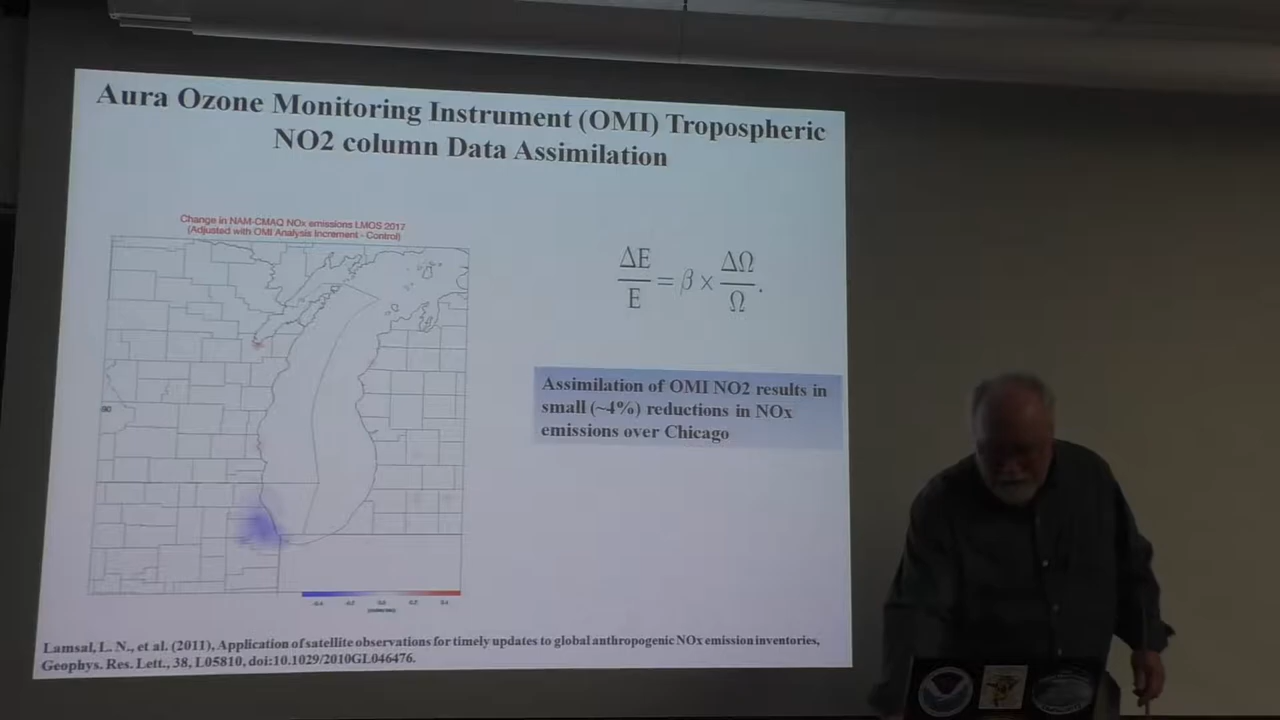 Aura Ozone Monitoring Instrument (OMI) Tropospheric
NO2 column Data Assimilation
Change in NAM-CMAQ NOx emissions LMOS 2017
(Adjusted with OMI Analysis Increment - Control)
ΔE/E = β × ΔΩ/Ω.
Assimilation of OMI NO2 results in
small (~4%) reductions in NOx
emissions over Chicago
Lamsal, L. N., et al. (2011), Application of satellite observations for timely updates to global anthropogenic NOx emission inventories,
Geophys. Res. Lett., 38, L05810, doi:10.1029/2010GL046476.